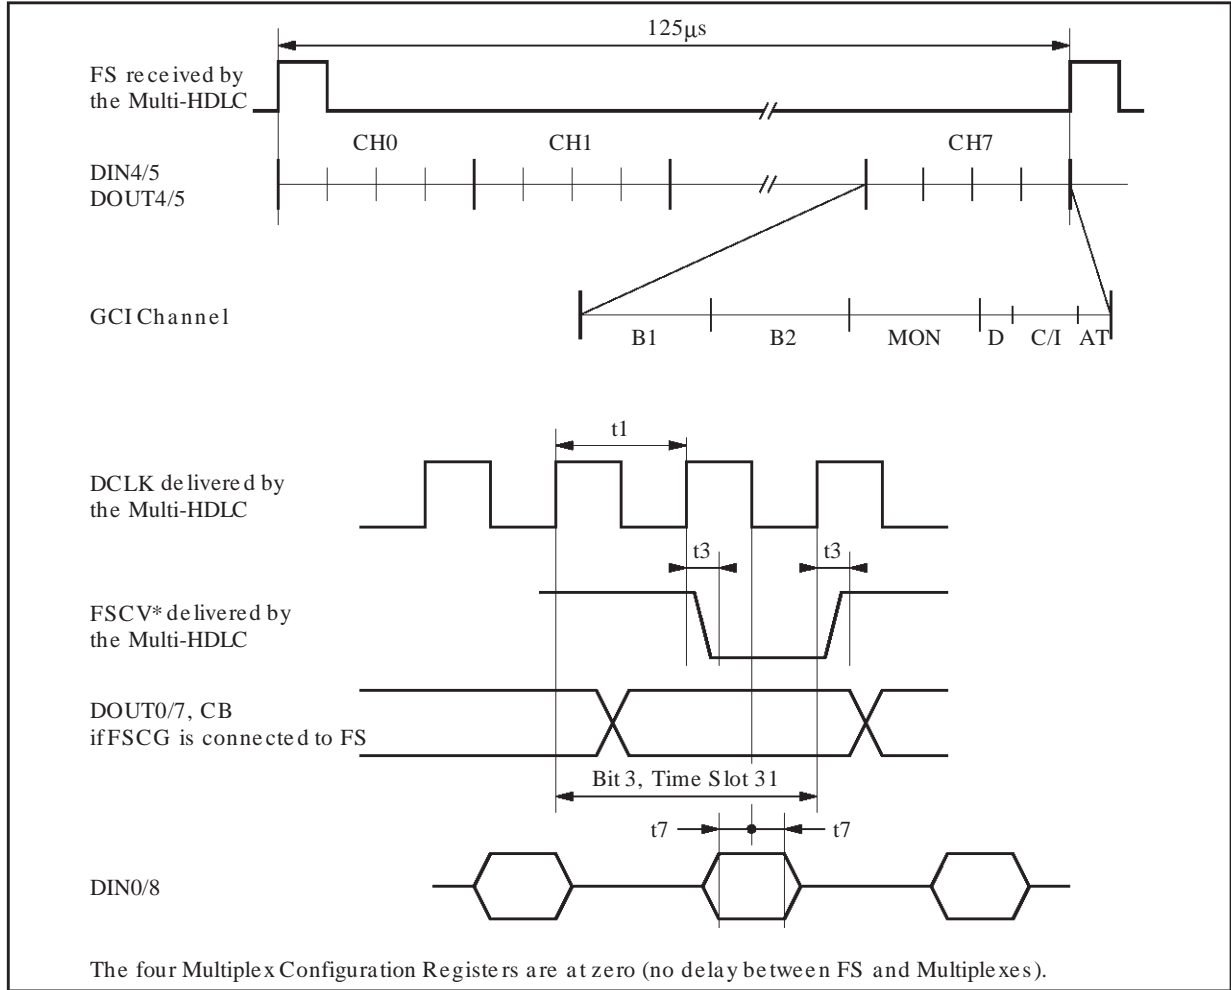 125μs
FS received by
the Multi-HDLC
CH0 CH1 CH7
DIN4/5
DOUT4/5
GCI Channel
B1 B2 MON D C/I AT
t1
DCLK delivered by
the Multi-HDLC
t3 t3
FSCV* delivered by
the Multi-HDLC
DOUT0/7, CB
if FSCG is connected to FS
Bit 3, Time Slot 31
t7 t7
DIN0/8
The four Multiplex Configuration Registers are at zero (no delay between FS and Multiplexes).